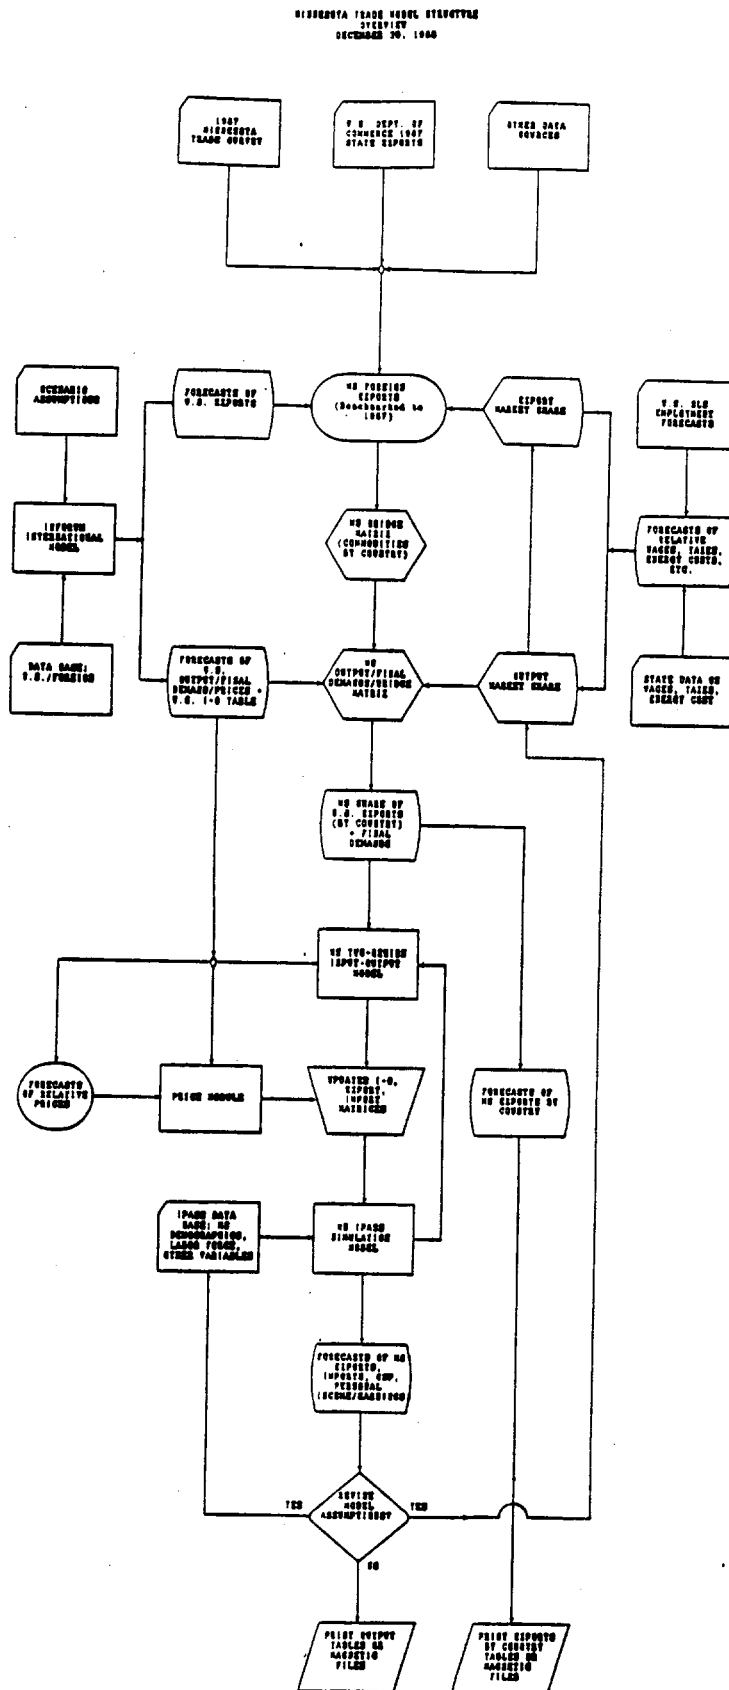 MINNESOTA TRADE MODEL STRUCTURE
OVERVIEW
DECEMBER 20, 1988
1987
MINNESOTA
TRADE SURVEY
U.S. DEPT. OF
COMMERCE 1987
STATE EXPORTS
OTHER DATA
SOURCES
SCENARIO
ASSUMPTIONS
FORECASTS OF
U.S. EXPORTS
MN FOREIGN
EXPORTS
(Benchmarked to
1987)
EXPORT
MARKET SHARE
U.S. BLS
EMPLOYMENT
FORECASTS
INFORUM
INTERNATIONAL
MODEL
MN BRIDGE
MATRIX
(COMMODITIES
BY COUNTRY)
FORECASTS OF
RELATIVE
WAGES, TAXES,
ENERGY COSTS,
ETC.
DATA BASE:
U.S./FOREIGN
FORECASTS OF
U.S.
OUTPUT/FINAL
DEMAND/PRICES +
U.S. I-O TABLE
MN
OUTPUT/FINAL
DEMAND/BRIDGE
MATRIX
OUTPUT
MARKET SHARE
STATE DATA ON
WAGES, TAXES,
ENERGY COST
MN SHARE OF
U.S. EXPORTS
(BY COUNTRY)
+ FINAL
DEMANDS
MN TWO-REGION
INPUT-OUTPUT
MODEL
FORECASTS
OF RELATIVE
PRICES
PRICE MODULE
UPDATED I-O,
EXPORT,
IMPORT
MATRICES
FORECASTS OF
MN EXPORTS BY
COUNTRY
IPASS DATA
BASE: MN
DEMOGRAPHICS,
LABOR FORCE,
OTHER VARIABLES
MN IPASS
SIMULATION
MODEL
FORECASTS OF MN
EXPORTS,
IMPORTS, GSP,
PERSONAL
INCOME/EARNINGS
YES
REVISE
MODEL
ASSUMPTIONS?
YES
NO
PRINT OUTPUT
TABLES OR
MAGNETIC
FILES
PRINT EXPORTS
BY COUNTRY
TABLES OR
MAGNETIC
FILES